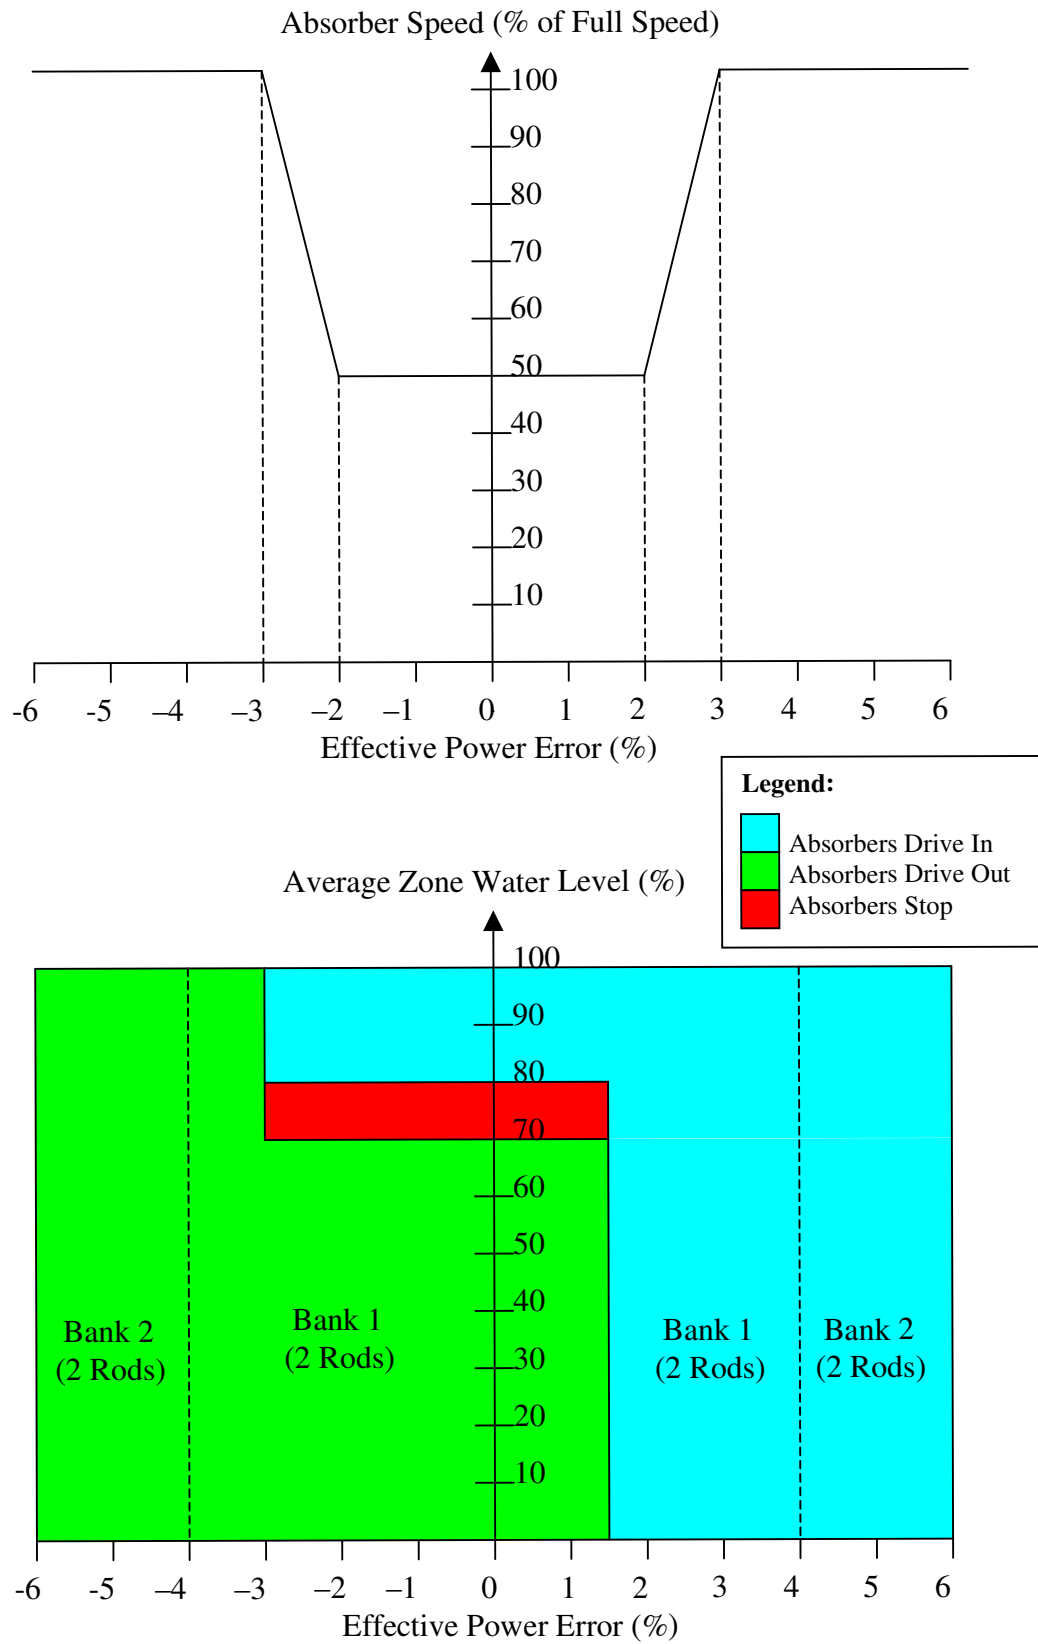 Absorber Speed (% of Full Speed)
100
90
80
70
60
50
40
30
20
10
-6 -5 –4 –3 –2 –1 0 1 2 3 4 5 6
Effective Power Error (%)
Legend:
Absorbers Drive In
Absorbers Drive Out
Absorbers Stop
Average Zone Water Level (%)
100
90
80
70
60
50
40
30
20
10
Bank 2
(2 Rods)
Bank 1
(2 Rods)
Bank 1
(2 Rods)
Bank 2
(2 Rods)
-6 -5 –4 –3 –2 –1 0 1 2 3 4 5 6
Effective Power Error (%)